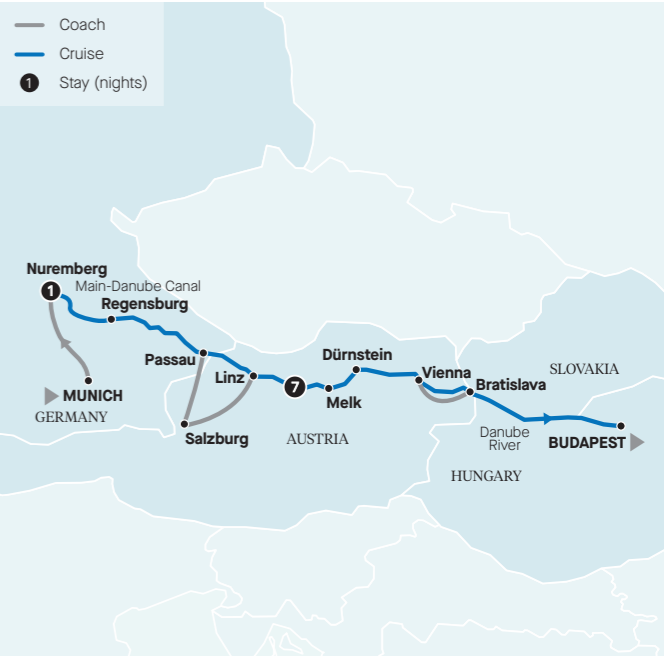 Coach
Cruise
1 Stay (nights)
Nuremberg
1
Main-Danube Canal
Regensburg
Passau
MUNICH
GERMANY
Linz
Salzburg
7
Dürnstein
Melk
AUSTRIA
Vienna
Bratislava
SLOVAKIA
Danube
River
BUDAPEST
HUNGARY